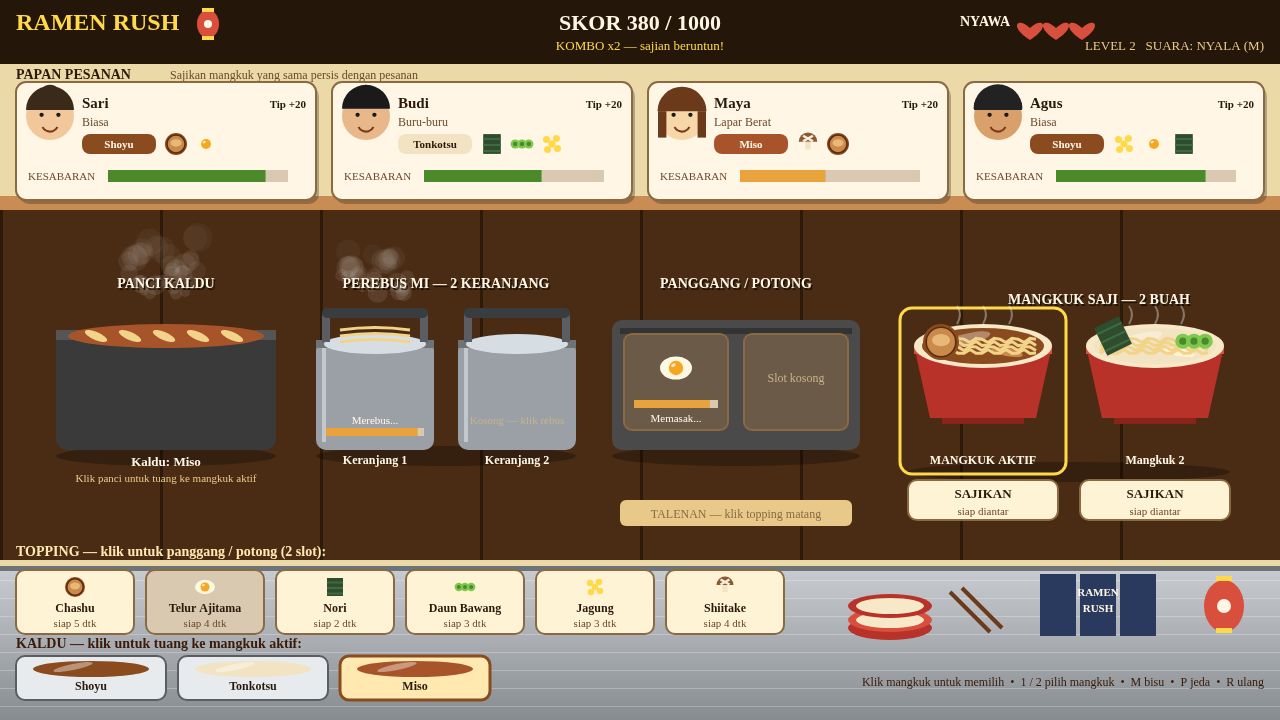 RAMEN RUSH
SKOR 380 / 1000
KOMBO x2 — sajian beruntun!
NYAWA
LEVEL 2 SUARA: NYALA (M)
PAPAN PESANAN
Sajikan mangkuk yang sama persis dengan pesanan
Sari
Tip +20
Biasa
Shoyu
KESABARAN
Budi
Tip +20
Buru-buru
Tonkotsu
KESABARAN
Maya
Tip +20
Lapar Berat
Miso
KESABARAN
Agus
Tip +20
Biasa
Shoyu
KESABARAN
PANCI KALDU
PEREBUS MI — 2 KERANJANG
PANGGANG / POTONG
MANGKUK SAJI — 2 BUAH
Merebus...
Kosong — klik rebus
Memasak...
Slot kosong
Kaldu: Miso
Klik panci untuk tuang ke mangkuk aktif
Keranjang 1
Keranjang 2
MANGKUK AKTIF
Mangkuk 2
SAJIKAN
siap diantar
SAJIKAN
siap diantar
TALENAN — klik topping matang
TOPPING — klik untuk panggang / potong (2 slot):
Chashu
siap 5 dtk
Telur Ajitama
siap 4 dtk
Nori
siap 2 dtk
Daun Bawang
siap 3 dtk
Jagung
siap 3 dtk
Shiitake
siap 4 dtk
RAMEN
RUSH
KALDU — klik untuk tuang ke mangkuk aktif:
Shoyu
Tonkotsu
Miso
Klik mangkuk untuk memilih • 1 / 2 pilih mangkuk • M bisu • P jeda • R ulang